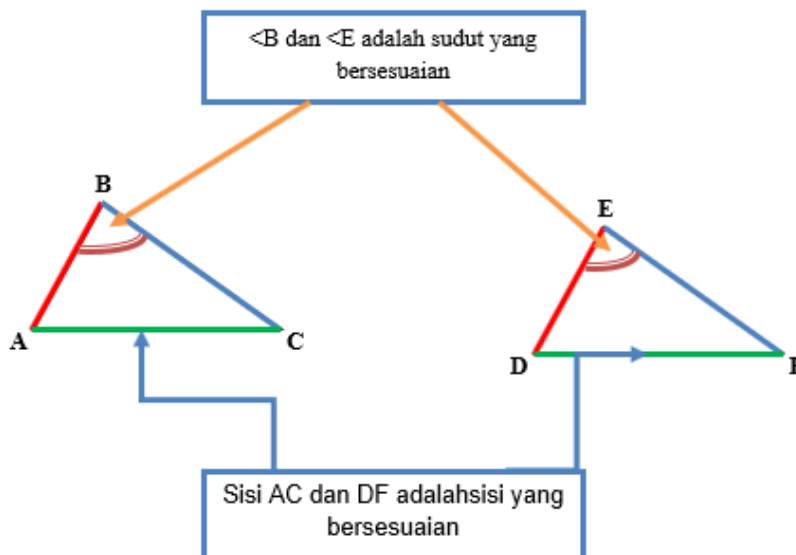 <B dan <E adalah sudut yang
bersesuaian
B
E
A
C
D
Sisi AC dan DF adalahsisi yang
bersesuaian